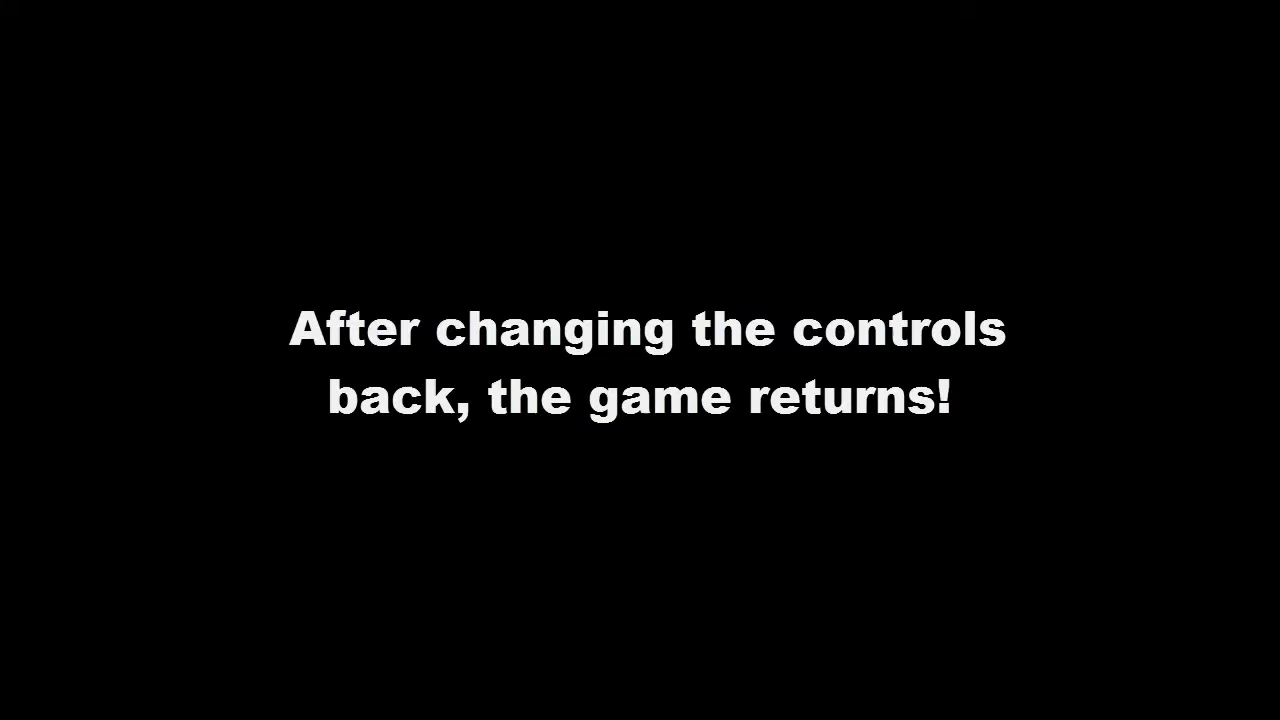 After changing the controls
back, the game returns!